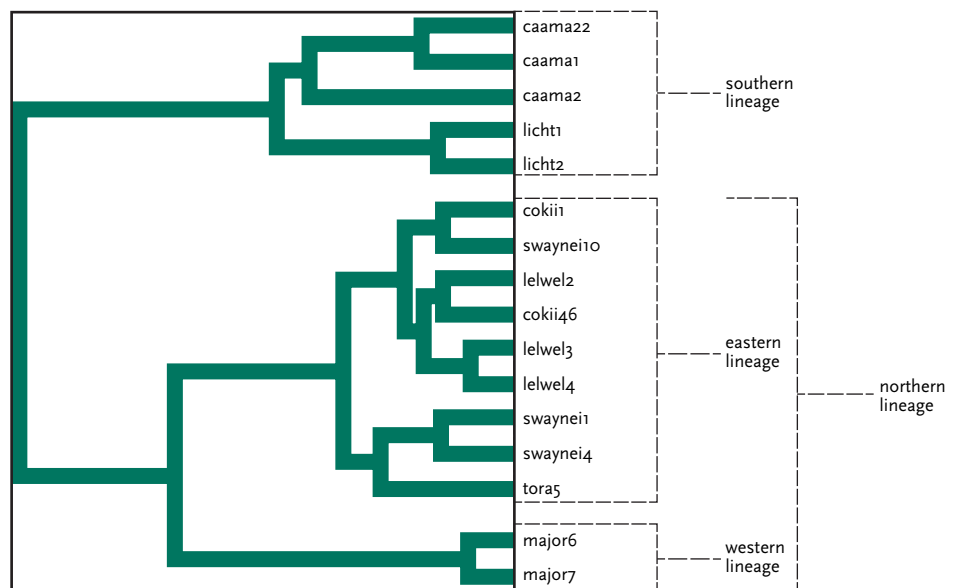 caama22
caama1
caama2
licht1
licht2
southern
lineage
cokii1
swaynei10
lelwel2
cokii46
lelwel3
lelwel4
swaynei1
swaynei4
tora5
eastern
lineage
northern
lineage
major6
major7
western
lineage